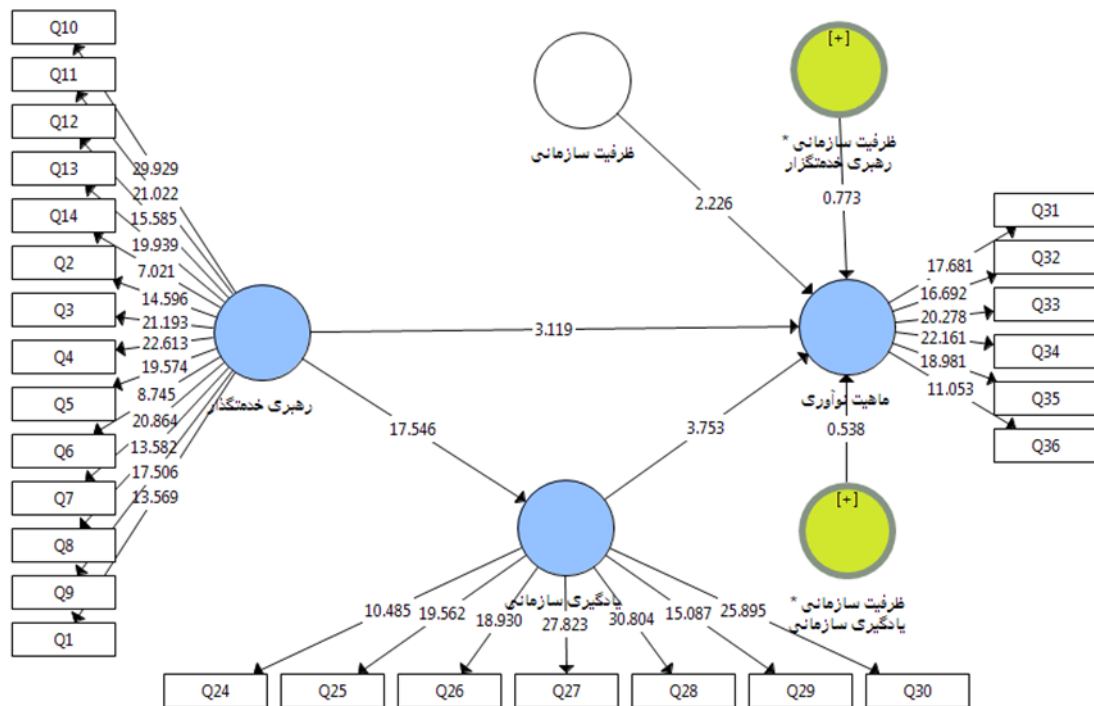 Q10
Q11
Q12
Q13
Q14
Q2
Q3
Q4
Q5
Q6
Q7
Q8
Q9
Q1
29.929
21.022
15.585
19.939
7.021
14.596
21.193
22.613
19.574
8.745
20.864
13.582
17.506
13.569
رهبری خدمتگذار
ظرفیت سازمانی
[+]
ظرفیت سازمانی *
رهبری خدمتگزار
2.226
0.773
3.119
17.546
3.753
0.538
ماهیت نوآوری
17.681
16.692
20.278
22.161
18.981
11.053
Q31
Q32
Q33
Q34
Q35
Q36
[+]
ظرفیت سازمانی *
یادگیری سازمانی
یادگیری سازمانی
10.485
19.562
18.930
27.823
30.804
15.087
25.895
Q24
Q25
Q26
Q27
Q28
Q29
Q30